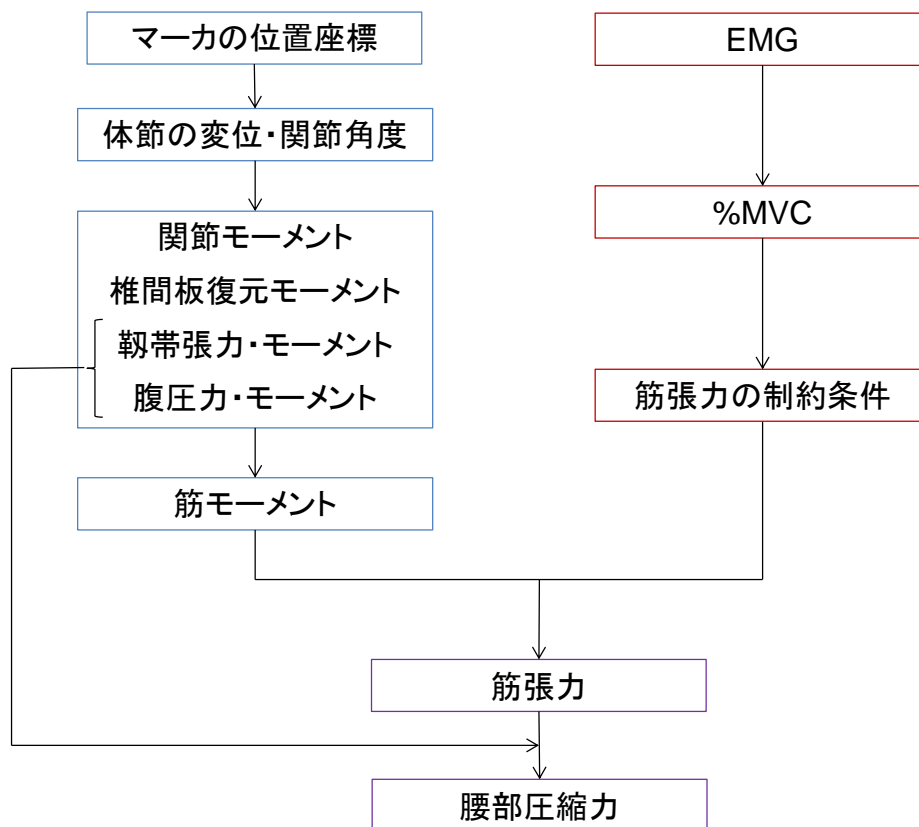 マーカの位置座標
体節の変位・関節角度
関節モーメント
椎間板復元モーメント
靱帯張力・モーメント
腹圧力・モーメント
筋モーメント
EMG
%MVC
筋張力の制約条件
筋張力
腰部圧縮力